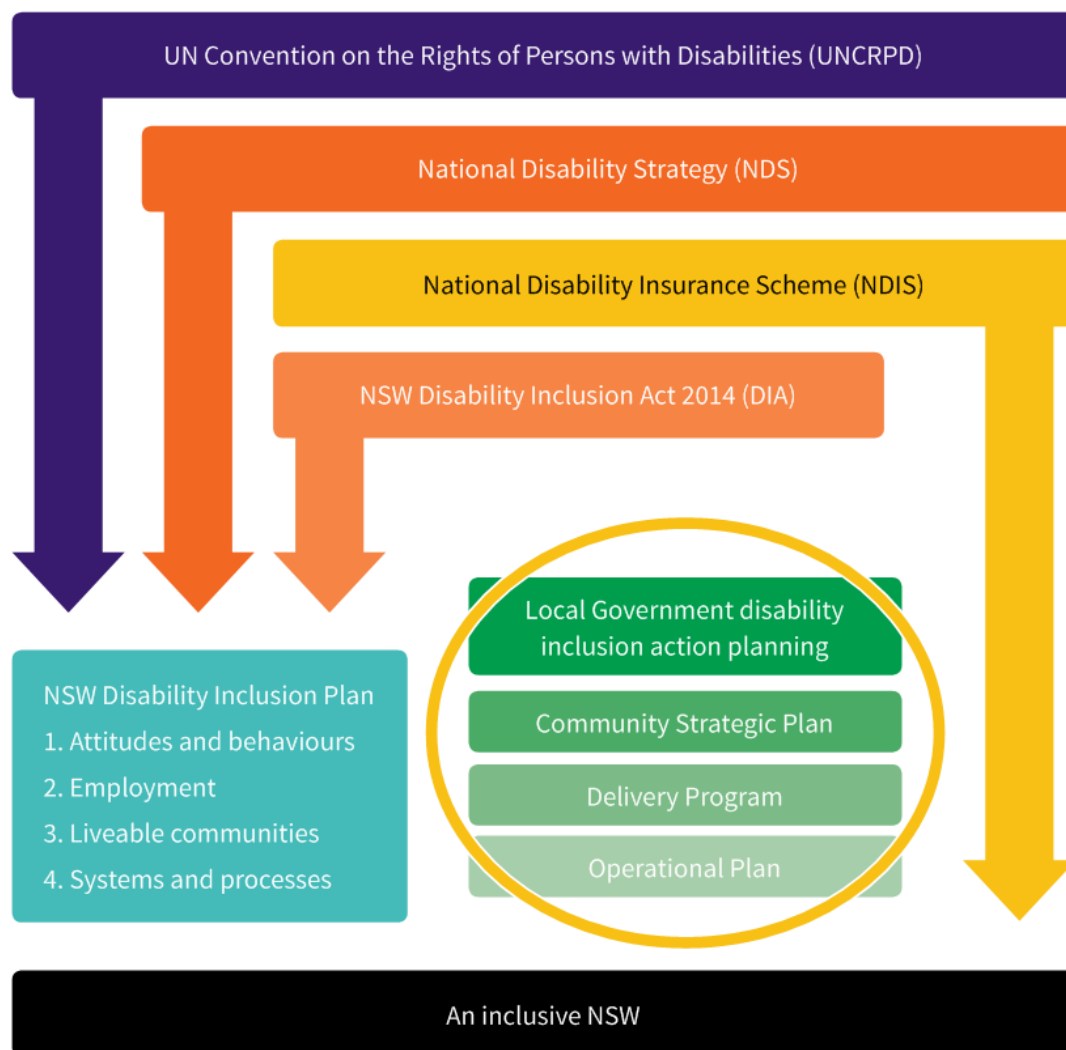 UN Convention on the Rights of Persons with Disabilities (UNCRPD)
National Disability Strategy (NDS)
National Disability Insurance Scheme (NDIS)
NSW Disability Inclusion Act 2014 (DIA)
Local Government disability
inclusion action planning
Community Strategic Plan
Delivery Program
Operational Plan
NSW Disability Inclusion Plan
1. Attitudes and behaviours
2. Employment
3. Liveable communities
4. Systems and processes
An inclusive NSW